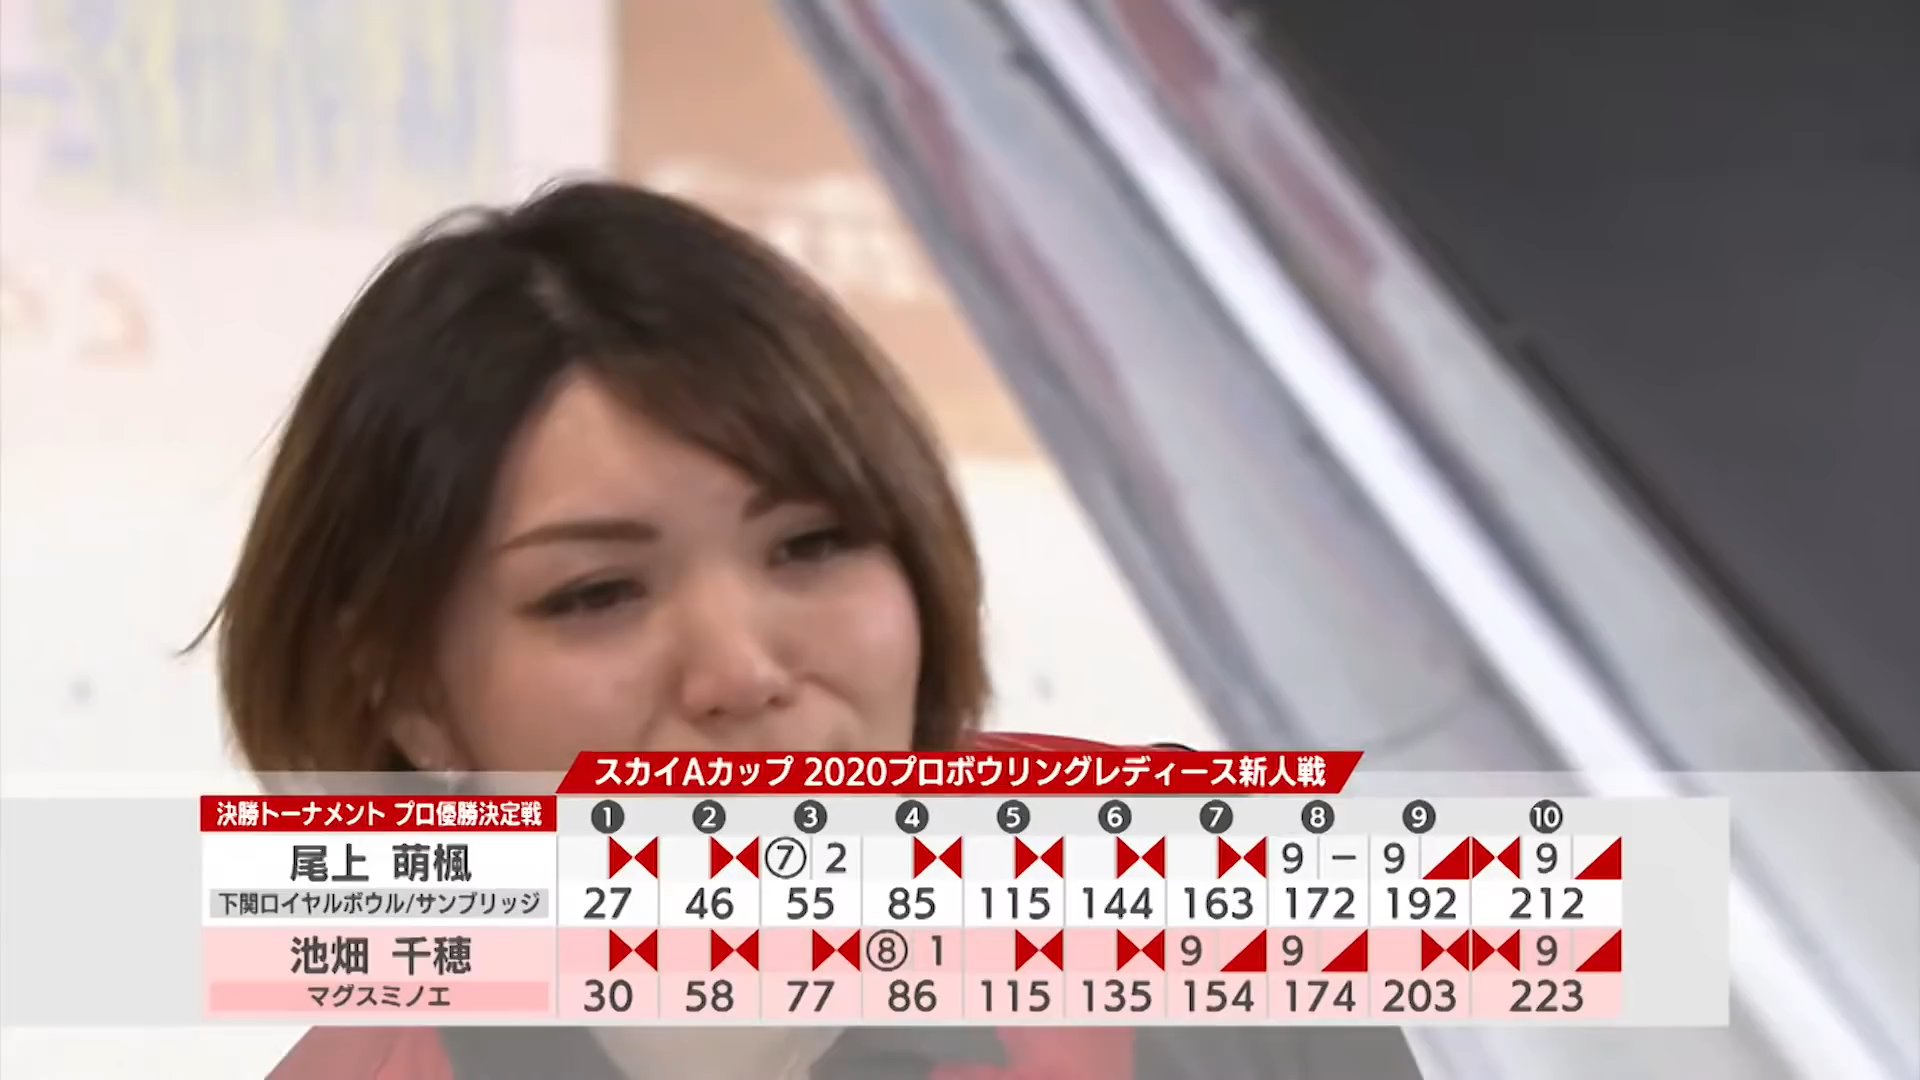 スカイAカップ 2020プロボウリングレディース新人戦
決勝トーナメント プロ優勝決定戦 1 2 3 4 5 6 7 8 9 10
尾上 萌楓 ⑦ 2 9 － 9 9
下関ロイヤルボウル/サンブリッジ 27 46 55 85 115 144 163 172 192 212
池畑 千穂 ⑧ 1 9 9 9
マグスミノエ 30 58 77 86 115 135 154 174 203 223